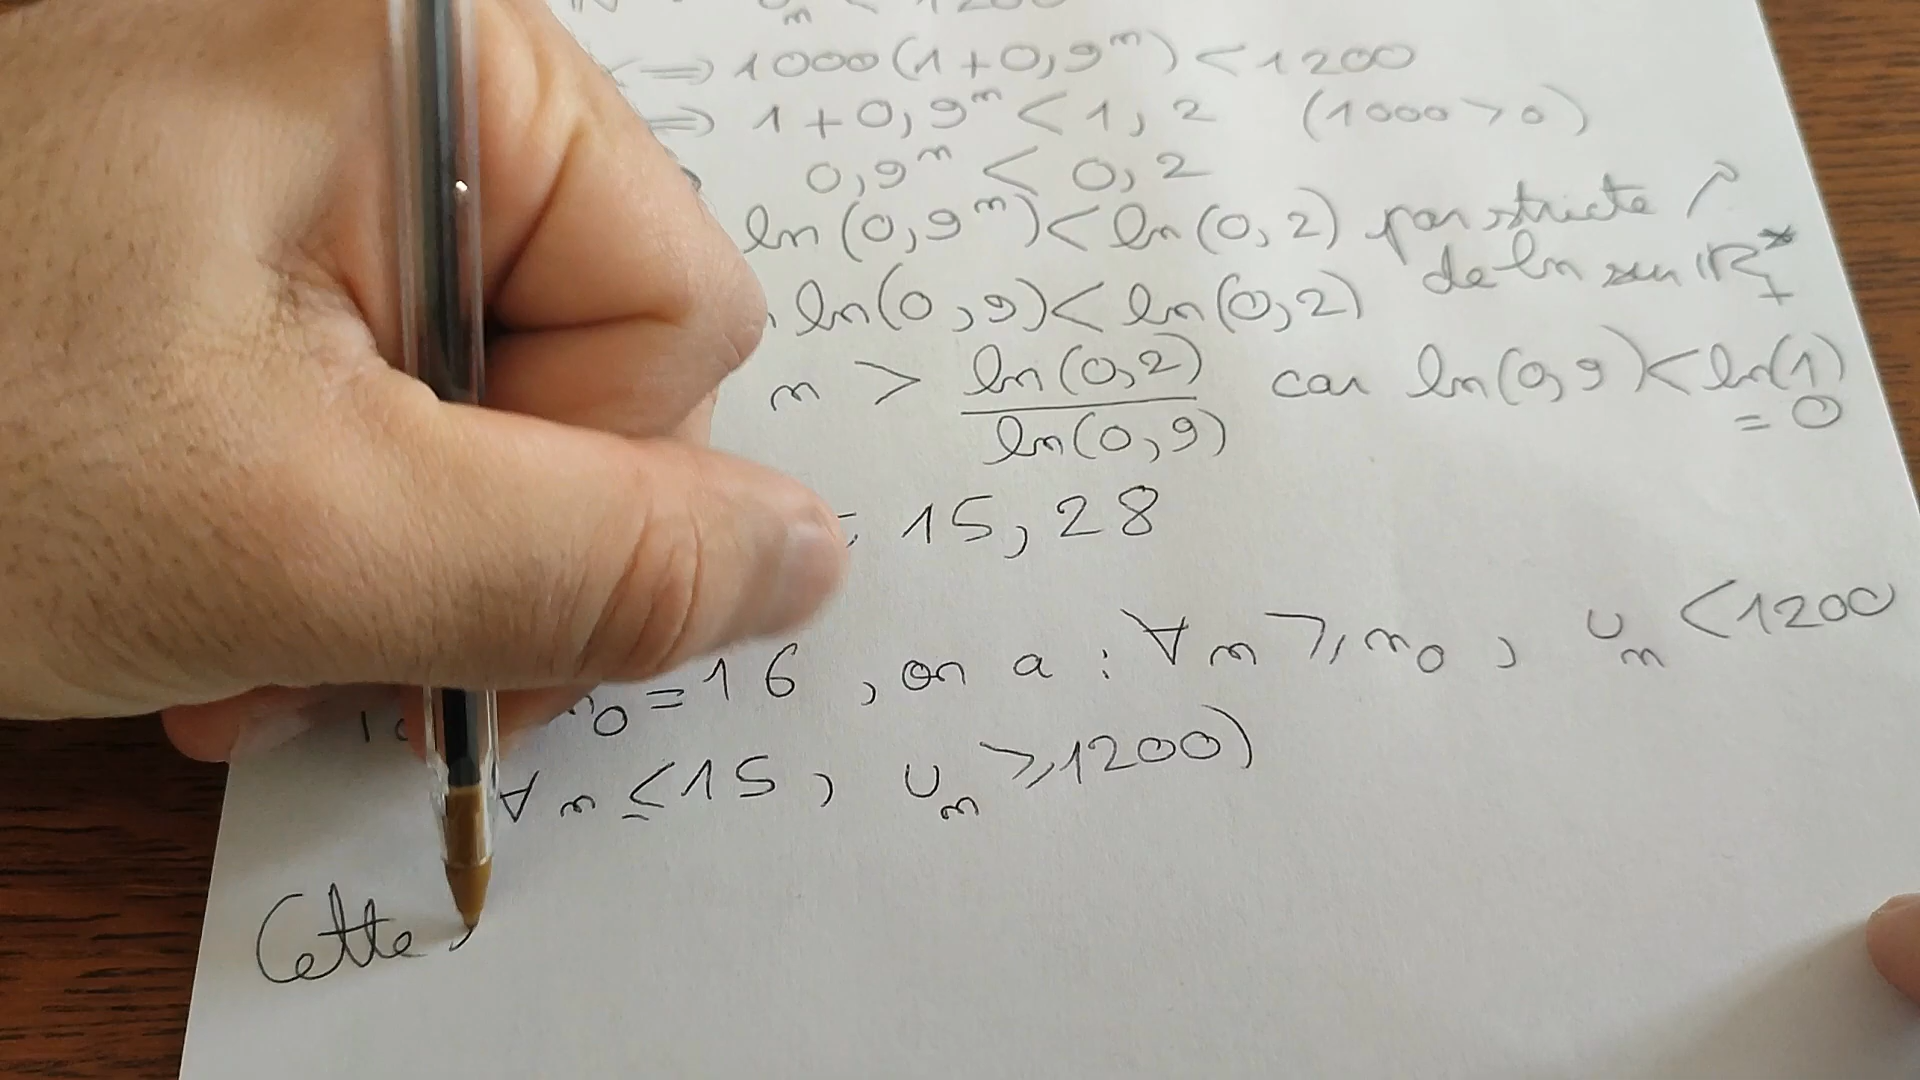 ⟺ 1000(1+0,9ⁿ) < 1200
⟹ 1+0,9ⁿ < 1,2 (1000 > 0)
0,9ⁿ < 0,2
ln(0,9ⁿ) < ln(0,2) par stricte ↗
de ln sur ℝ₊*
ln(0,9) < ln(0,2)
n > ln(0,2)/ln(0,9) car ln(0,9) < ln(1)
= 0
15,28
n₀ = 16 , on a : ∀n ⩾ n₀ , uₙ < 1200
∀n ≤ 15 , uₙ ⩾ 1200)
Cette